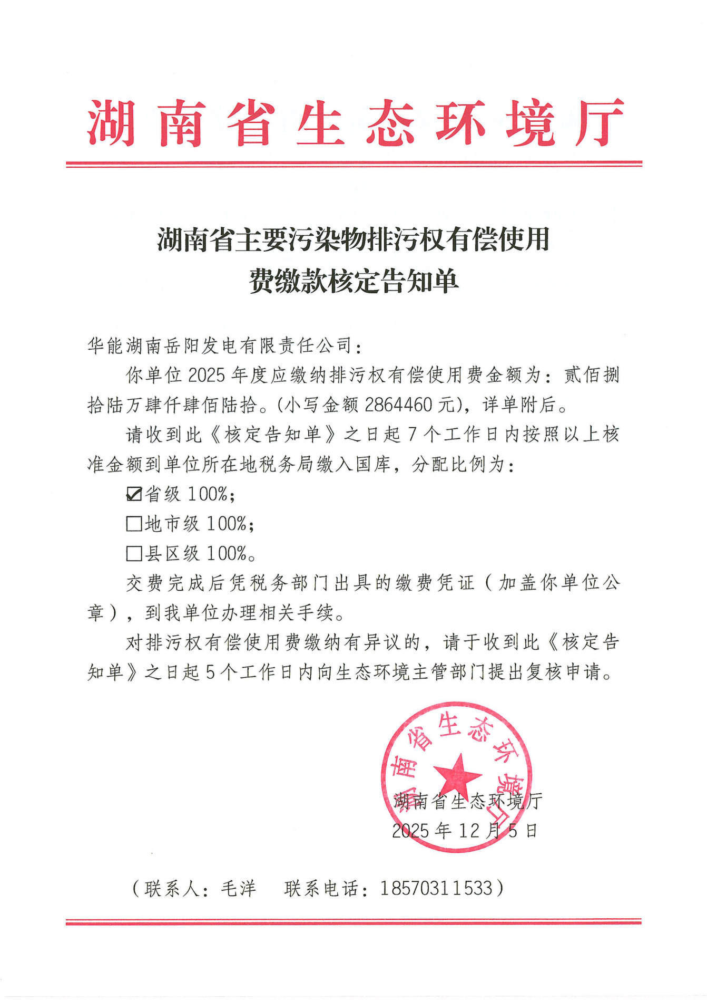 湖南省生态环境厅
湖南省主要污染物排污权有偿使用
费缴款核定告知单
华能湖南岳阳发电有限责任公司：
你单位 2025 年度应缴纳排污权有偿使用费金额为：贰佰捌
拾陆万肆仟肆佰陆拾。（小写金额 2864460 元），详单附后。
请收到此《核定告知单》之日起 7 个工作日内按照以上核
准金额到单位所在地税务局缴入国库，分配比例为：
☑省级 100%；
□地市级 100%；
□县区级 100%。
交费完成后凭税务部门出具的缴费凭证（加盖你单位公
章），到我单位办理相关手续。
对排污权有偿使用费缴纳有异议的，请于收到此《核定告
知单》之日起 5 个工作日内向生态环境主管部门提出复核申请。
湖南省生态环境厅
湖南省生态环境厅
2025 年 12 月 5 日
（联系人：毛洋 联系电话：18570311533）